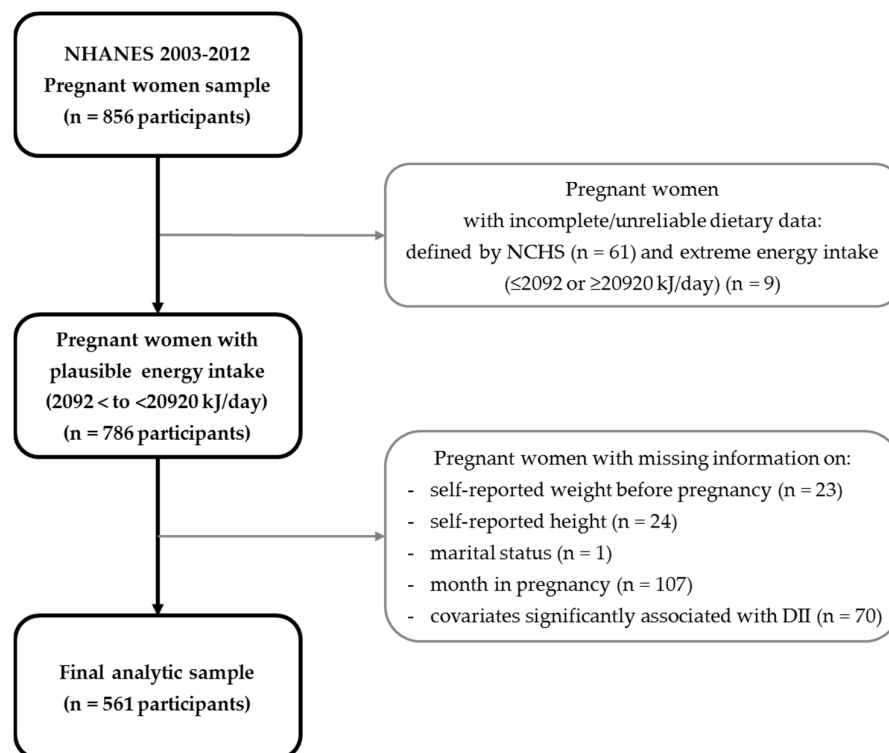 NHANES 2003-2012
Pregnant women sample
(n = 856 participants)
Pregnant women
with incomplete/unreliable dietary data:
defined by NCHS (n = 61) and extreme energy intake
(≤2092 or ≥20920 kJ/day) (n = 9)
Pregnant women with
plausible energy intake
(2092 < to <20920 kJ/day)
(n = 786 participants)
Pregnant women with missing information on:
- self-reported weight before pregnancy (n = 23)
- self-reported height (n = 24)
- marital status (n = 1)
- month in pregnancy (n = 107)
- covariates significantly associated with DII (n = 70)
Final analytic sample
(n = 561 participants)